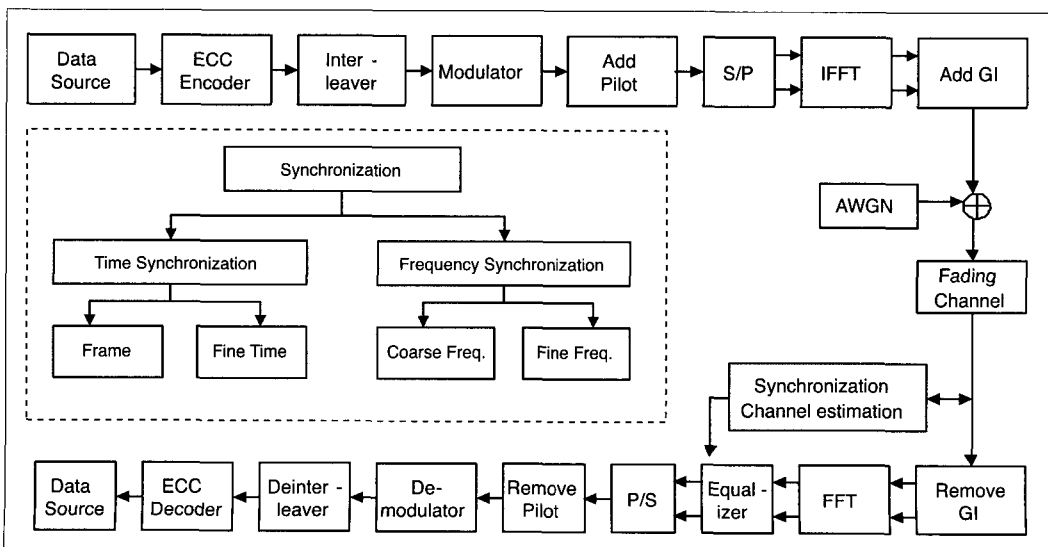 Data
Source
ECC
Encoder
Inter -
leaver
Modulator
Add
Pilot
S/P
IFFT
Add GI
Synchronization
AWGN
Time Synchronization
Frequency Synchronization
Fading
Channel
Frame
Fine Time
Coarse Freq.
Fine Freq.
Synchronization
Channel estimation
Data
Source
ECC
Decoder
Deinter -
leaver
De-
modulator
Remove
Pilot
P/S
Equal -
izer
FFT
Remove
GI